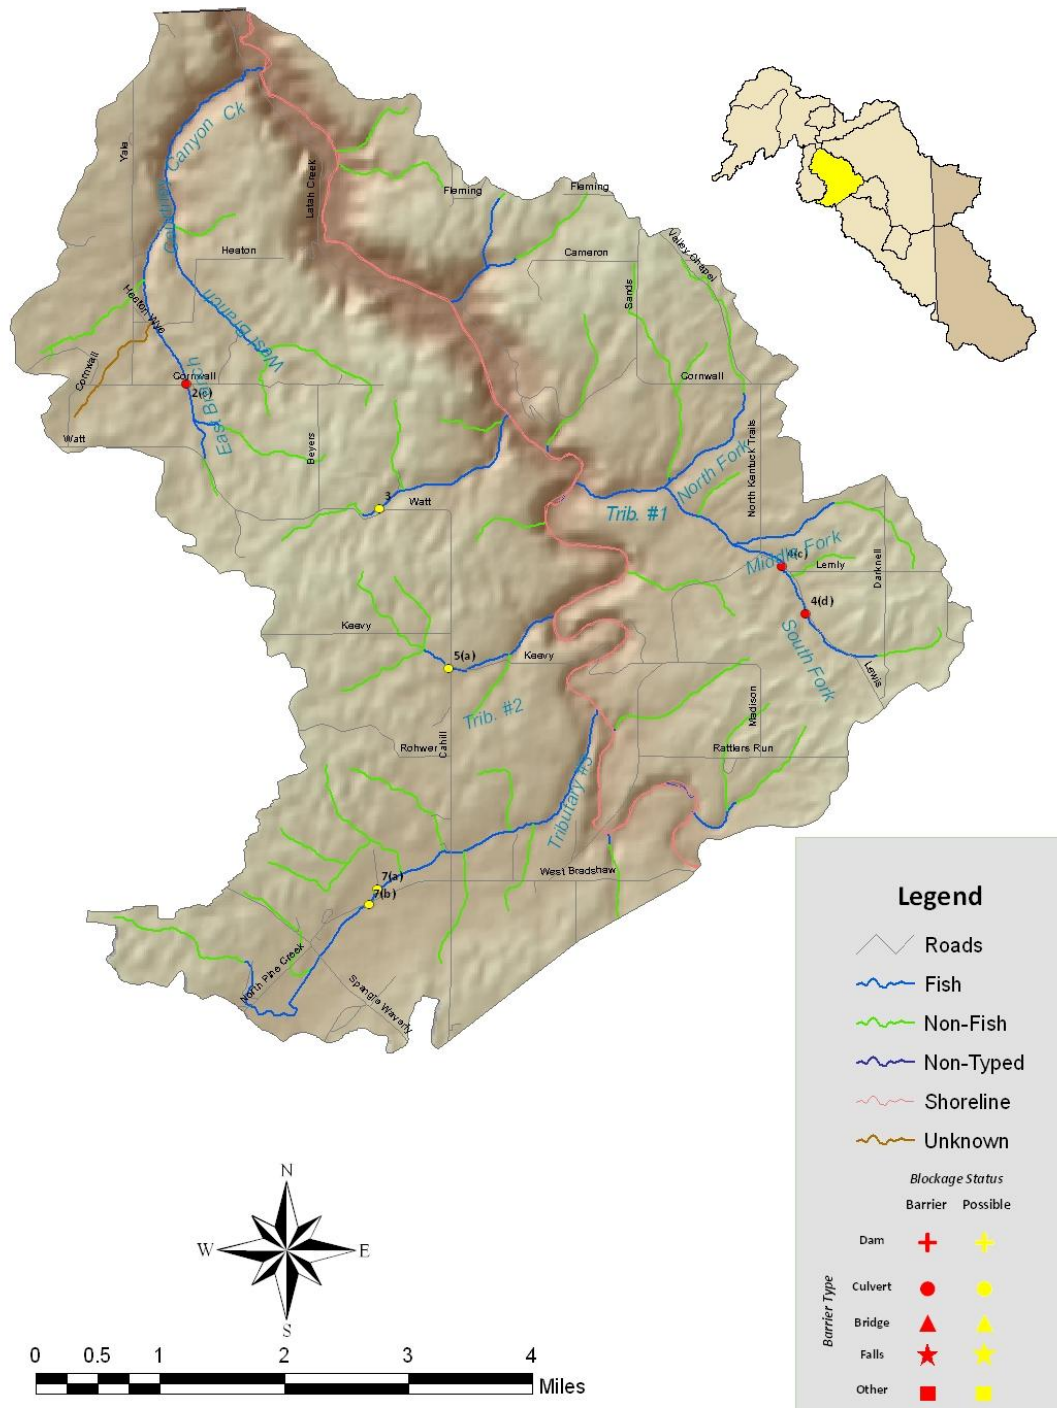 Canyon Ck
Yale
Latah Creek
Fleming
Fleming
Valley Chapel
Heaton
Cameron
Sands
Heaton Wye
West Branch
Cornwall
Cornwall
Cornwall
2(c)
East Branch
Watt
Beyers
3
Watt
North Kentuck Trails
North Fork
Trib. #1
Middle Fork
Lemly
Darknell
4(d)
South Fork
Keevy
Keevy
5(a)
Lewis
Trib. #2
Madison
Rohwer
Cahill
Rattlers Run
Tributary #3
West Bradshaw
7(a)
7(b)
North Pine Creek
Spangle Waverly
Legend
Roads
Fish
Non-Fish
Non-Typed
Shoreline
Unknown
Blockage Status
Barrier Possible
Barrier Type
Dam
Culvert
Bridge
Falls
Other
N
W E
S
0 0.5 1 2 3 4
Miles